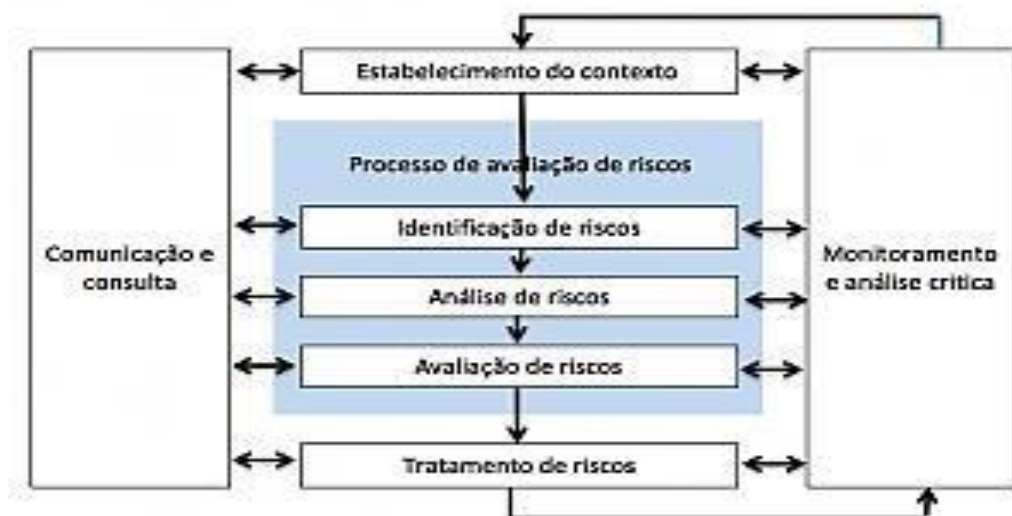 Estabelecimento do contexto
Processo de avaliação de riscos
Identificação de riscos
Análise de riscos
Avaliação de riscos
Tratamento de riscos
Comunicação e
consulta
Monitoramento
e análise crítica